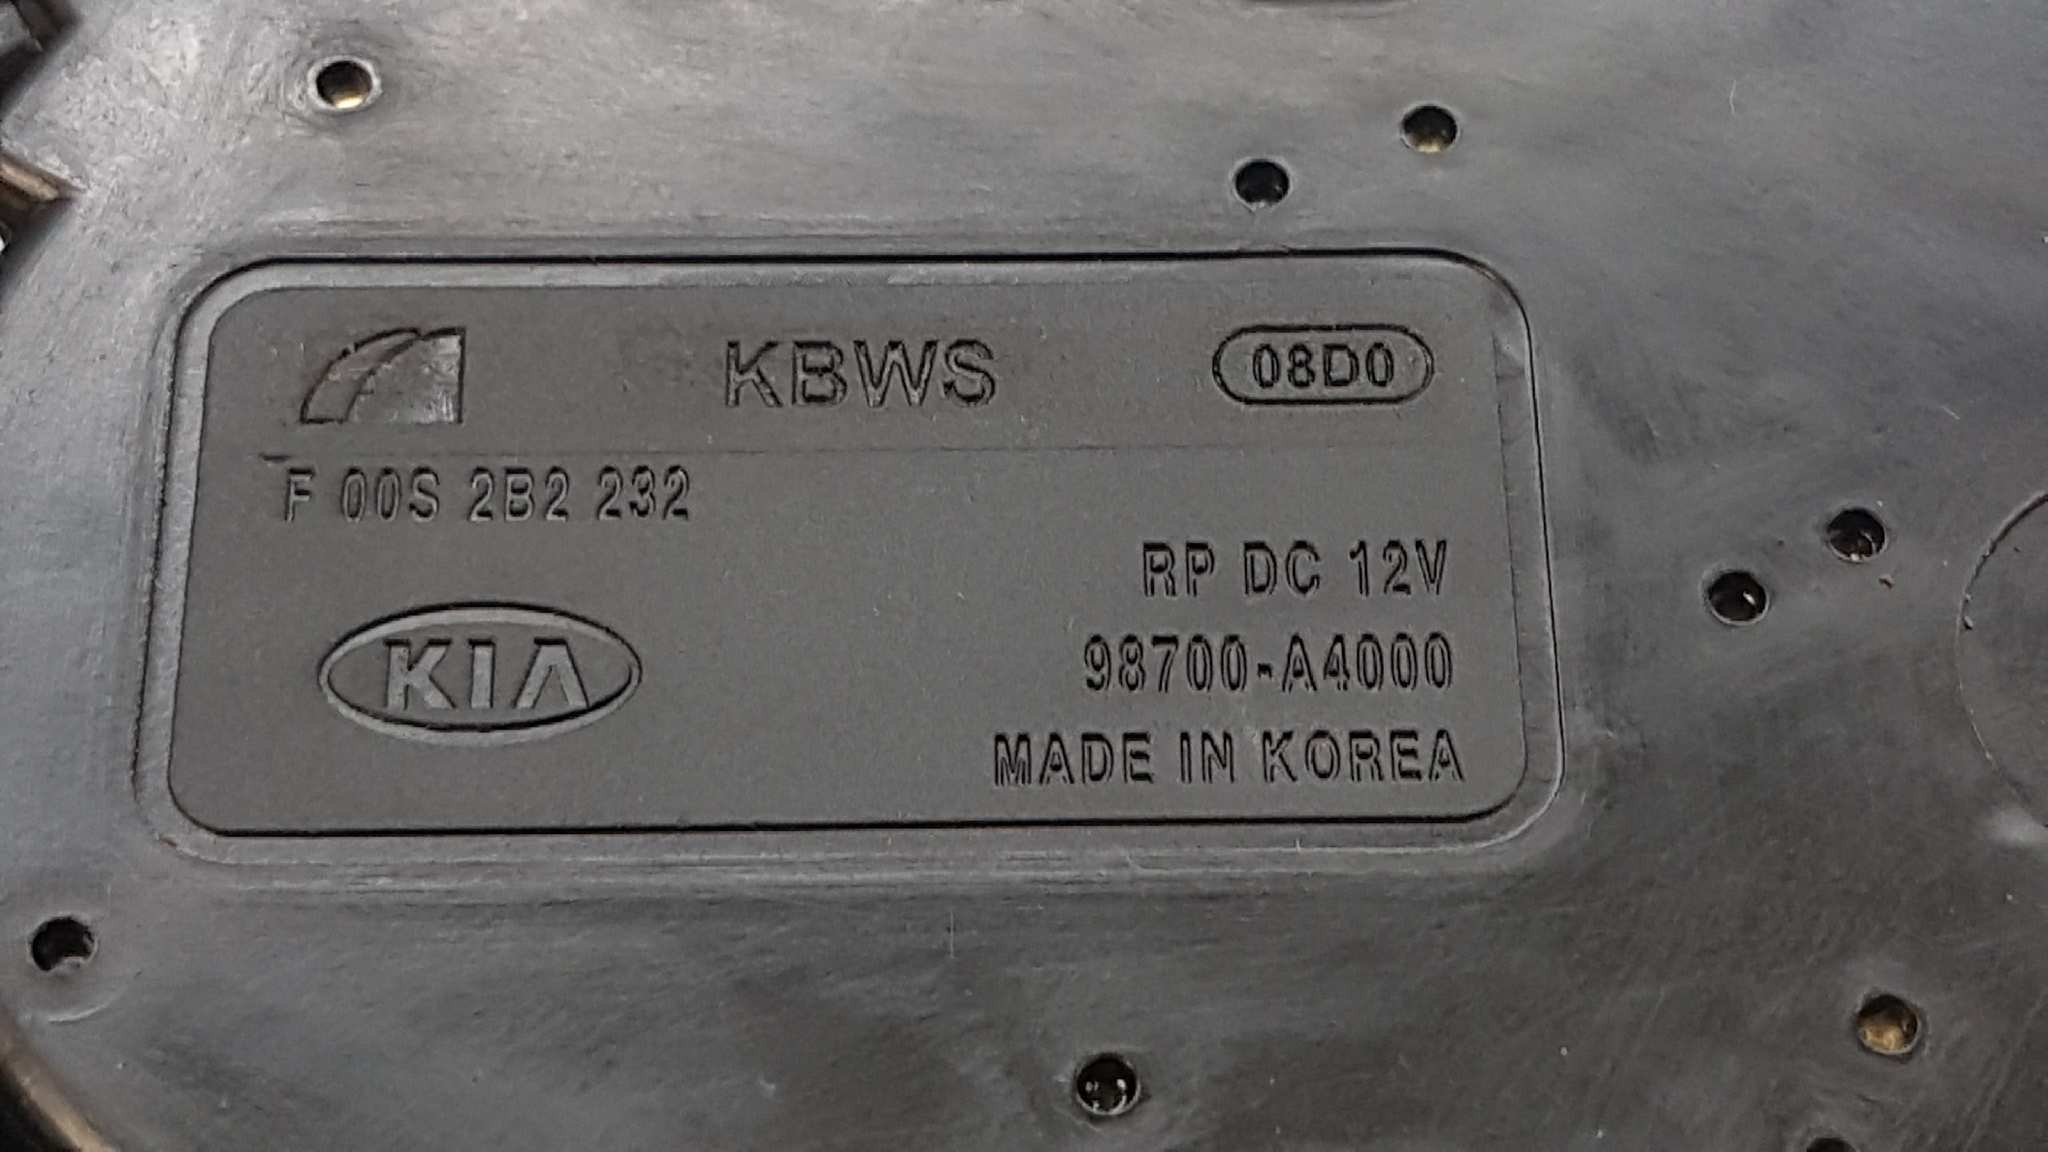 KBWS 08D0
F 00S 2B2 232
RP DC 12V
KIA
98700-A4000
MADE IN KOREA